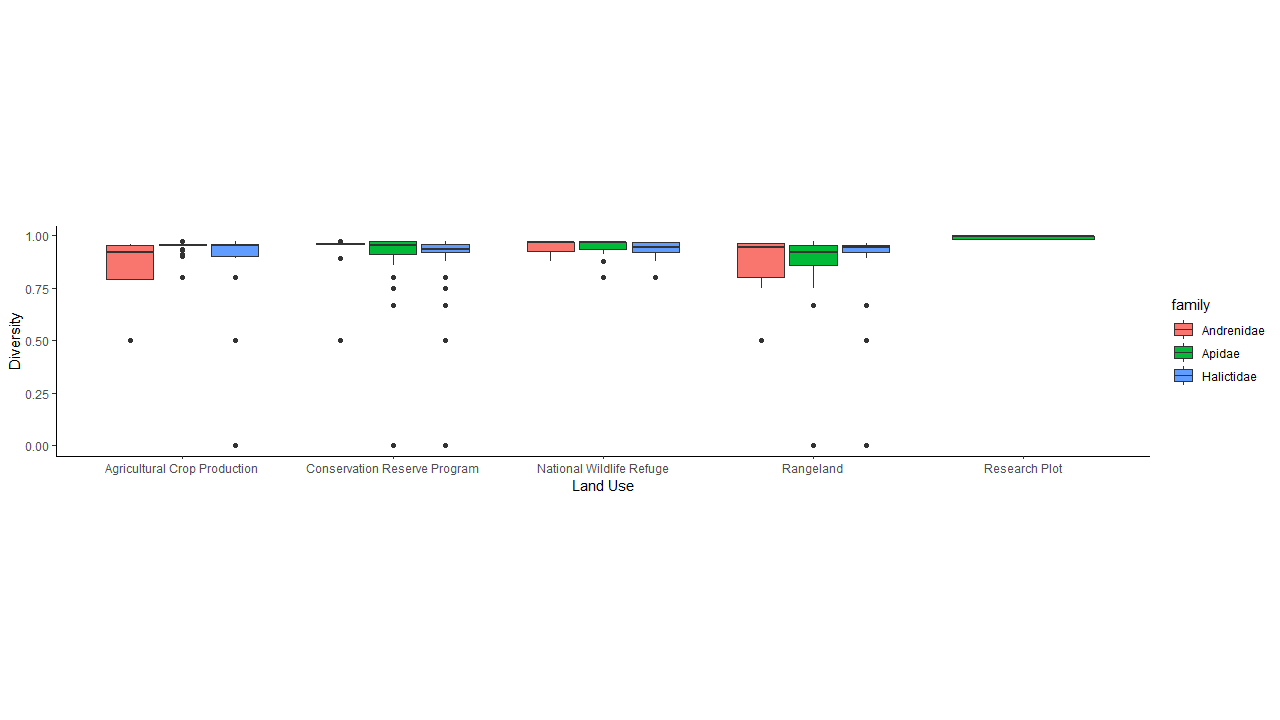 1.00
0.75
0.50
0.25
0.00
Diversity
Agricultural Crop Production
Conservation Reserve Program
National Wildlife Refuge
Rangeland
Research Plot
Land Use
family
Andrenidae
Apidae
Halictidae